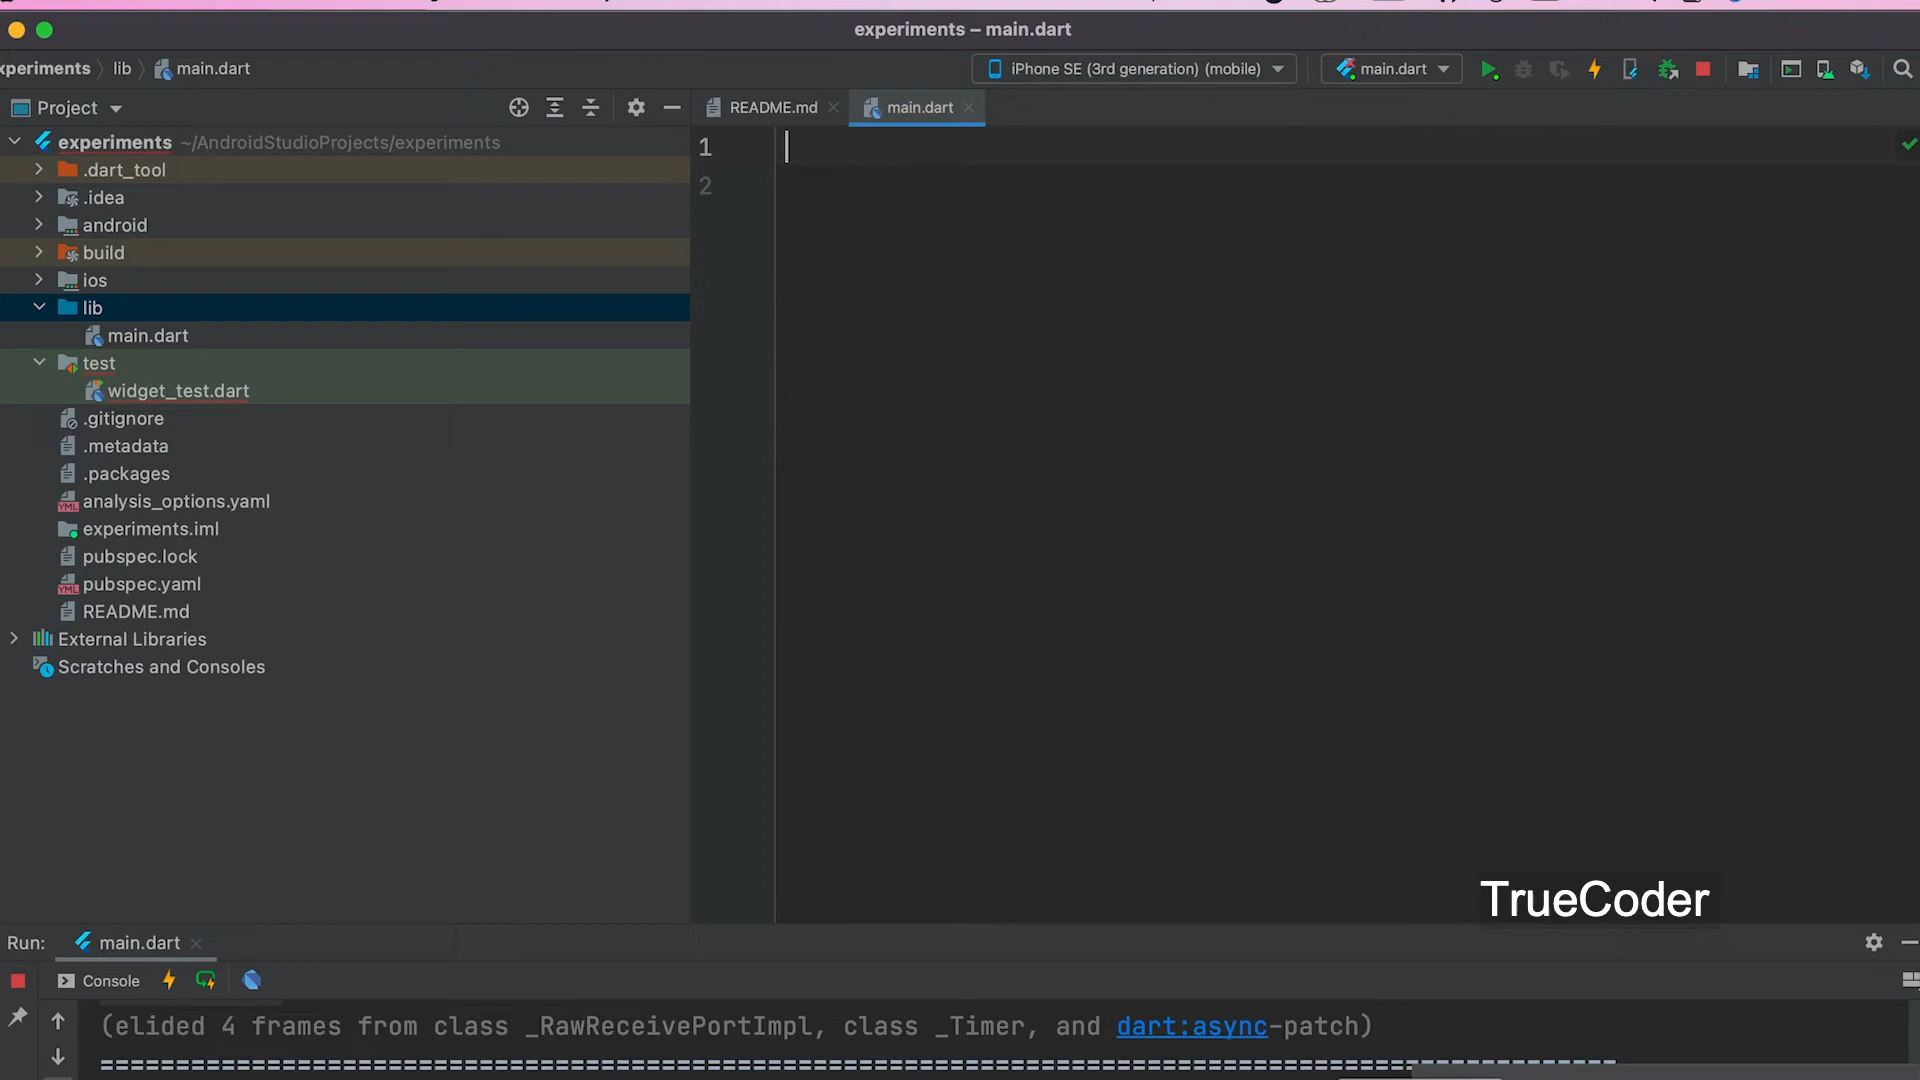 experiments – main.dart
xperiments
lib
main.dart
iPhone SE (3rd generation) (mobile)
main.dart
Project
README.md
main.dart
experiments ~/AndroidStudioProjects/experiments
1
.dart_tool
2
.idea
android
build
ios
lib
main.dart
test
widget_test.dart
.gitignore
.metadata
.packages
analysis_options.yaml
experiments.iml
pubspec.lock
pubspec.yaml
README.md
External Libraries
Scratches and Consoles
TrueCoder
Run:
main.dart
Console
(elided 4 frames from class _RawReceivePortImpl, class _Timer, and dart:async-patch)
====================================================================================================